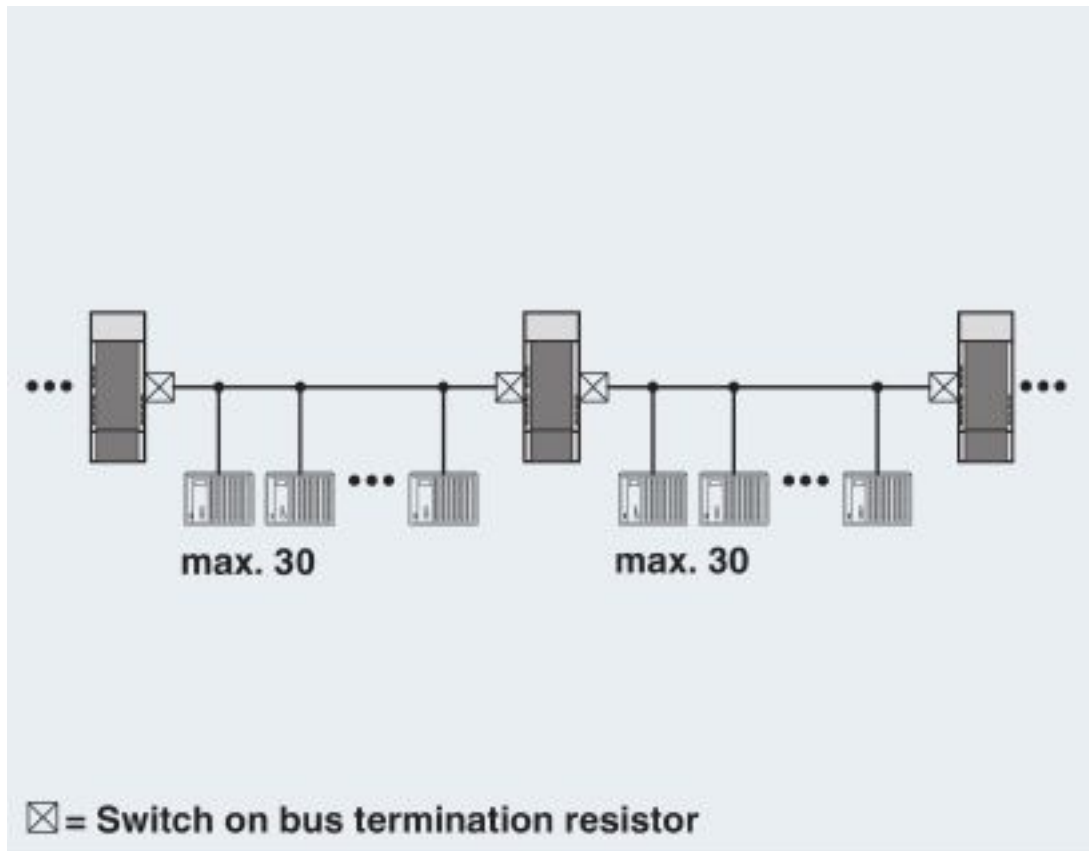 max. 30
max. 30
= Switch on bus termination resistor